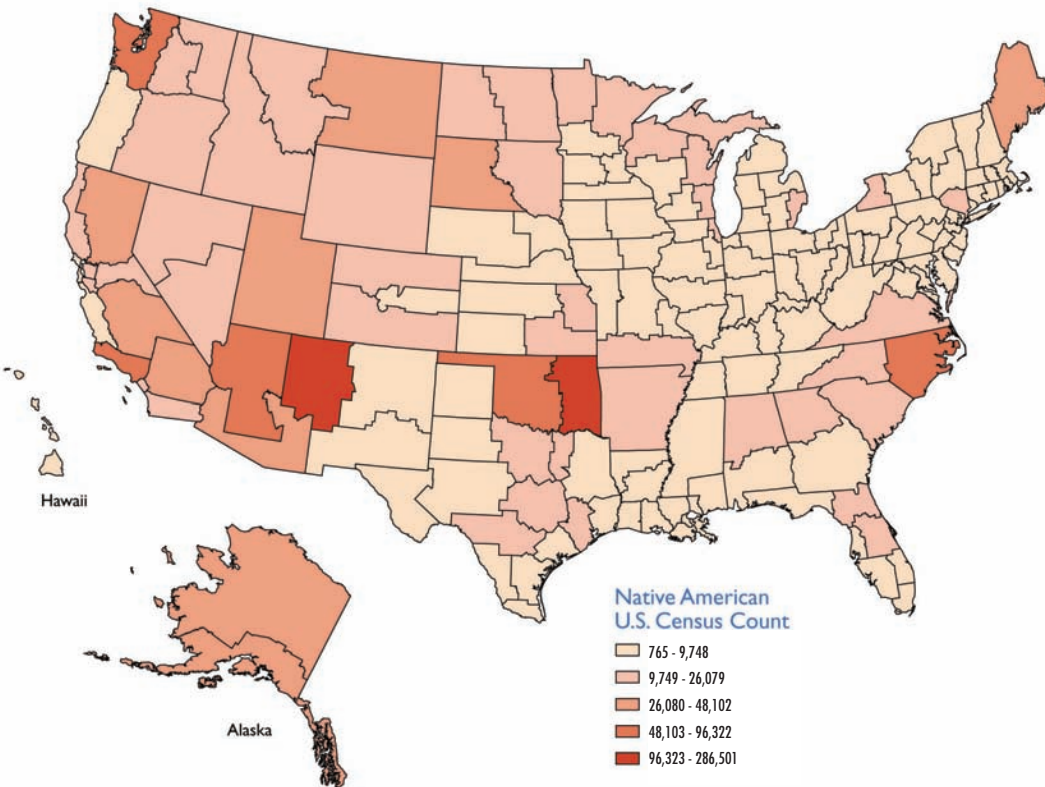 Hawaii
Alaska
Native American
U.S. Census Count
765 - 9,748
9,749 - 26,079
26,080 - 48,102
48,103 - 96,322
96,323 - 286,501